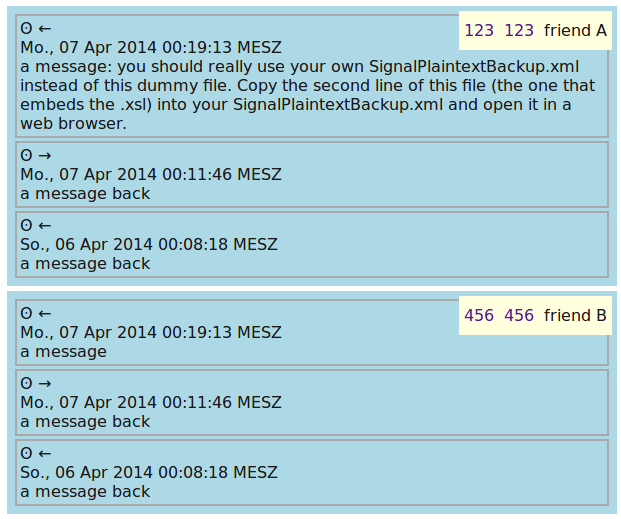 ʘ ← 123 123 friend A
Mo., 07 Apr 2014 00:19:13 MESZ
a message: you should really use your own SignalPlaintextBackup.xml
instead of this dummy file. Copy the second line of this file (the one that
embeds the .xsl) into your SignalPlaintextBackup.xml and open it in a
web browser.
ʘ →
Mo., 07 Apr 2014 00:11:46 MESZ
a message back
ʘ ←
So., 06 Apr 2014 00:08:18 MESZ
a message back
ʘ ← 456 456 friend B
Mo., 07 Apr 2014 00:19:13 MESZ
a message
ʘ →
Mo., 07 Apr 2014 00:11:46 MESZ
a message back
ʘ ←
So., 06 Apr 2014 00:08:18 MESZ
a message back